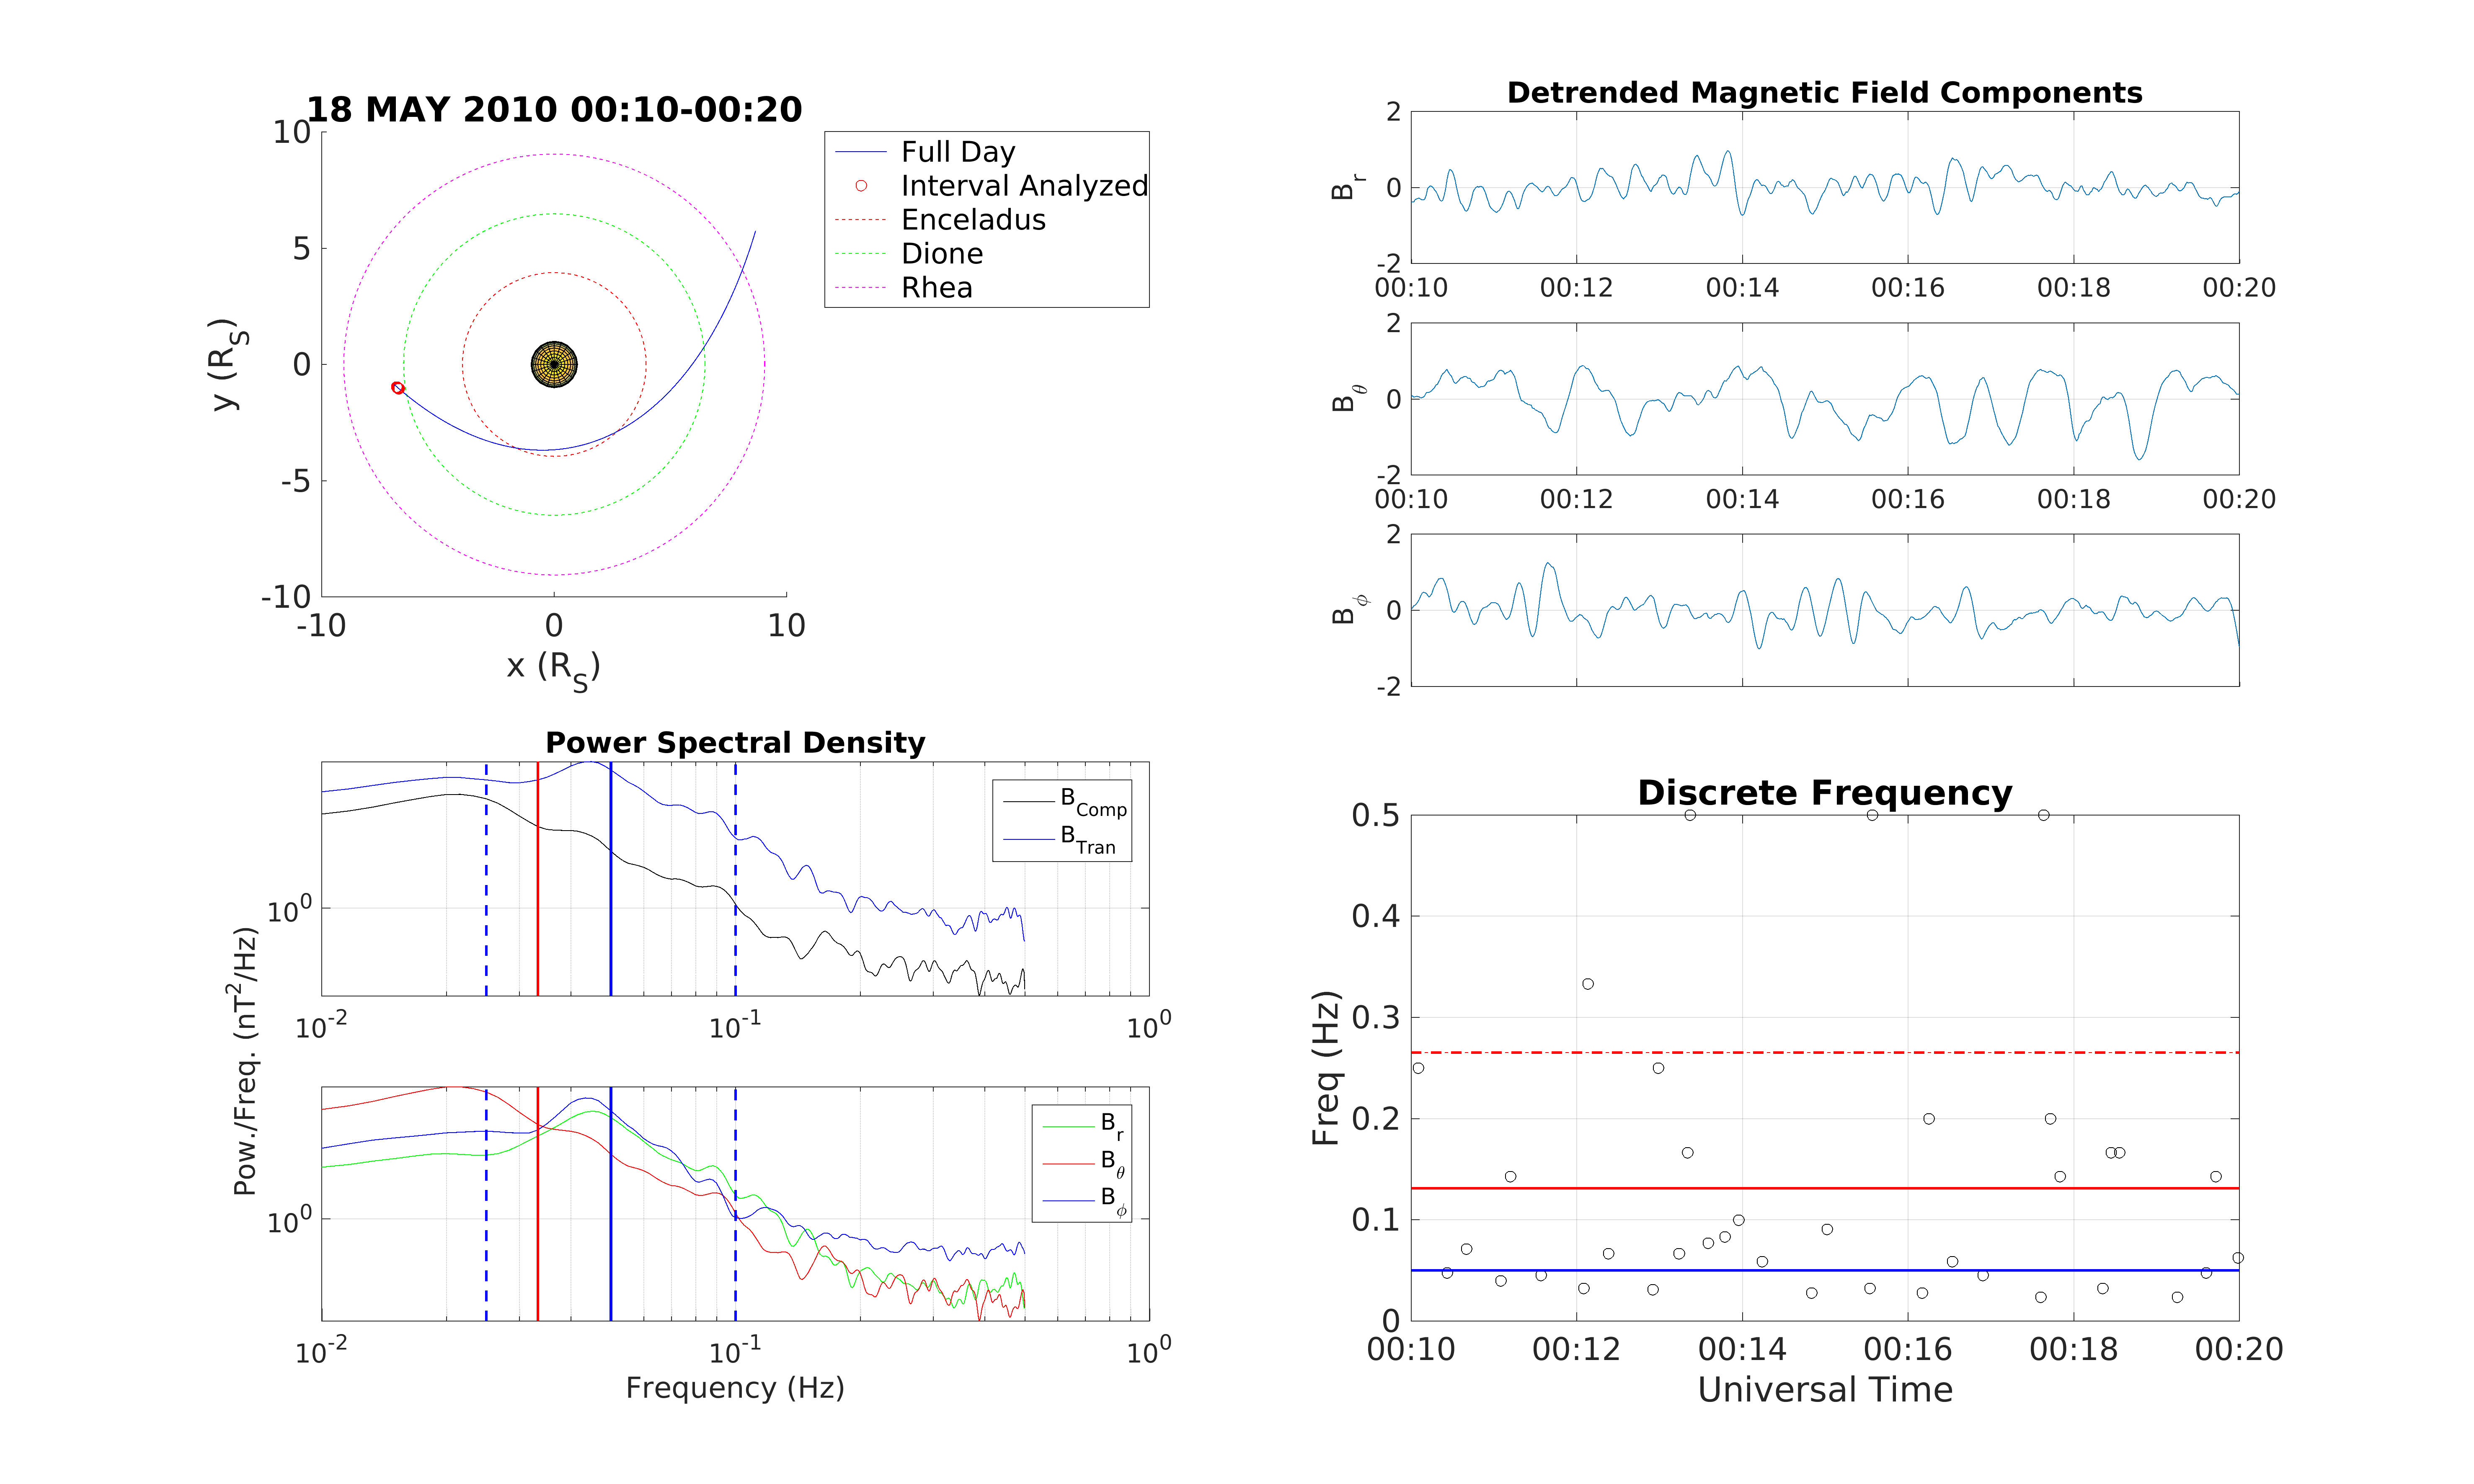 18 MAY 2010 00:10-00:20
10
5
0
-5
-10
-10
0
10
y (R_S)
x (R_S)
Full Day
Interval Analyzed
Enceladus
Dione
Rhea
Detrended Magnetic Field Components
2
0
-2
B_r
00:10 00:12 00:14 00:16 00:18 00:20
2
0
-2
B_θ
00:10 00:12 00:14 00:16 00:18 00:20
2
0
-2
B_ϕ
Power Spectral Density
B_Comp
B_Tran
10^0
10^-2 10^-1 10^0
Pow./Freq. (nT^2/Hz)
B_r
B_θ
B_ϕ
10^0
10^-2 10^-1 10^0
Frequency (Hz)
Discrete Frequency
0.5
0.4
0.3
0.2
0.1
0
Freq (Hz)
00:10 00:12 00:14 00:16 00:18 00:20
Universal Time